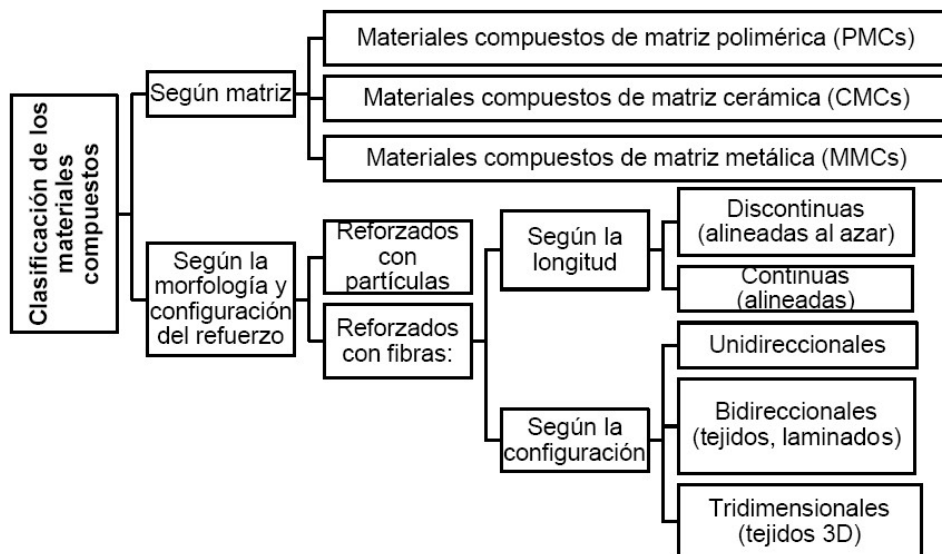 Clasificación de los
materiales
compuestos
Según matriz
Materiales compuestos de matriz polimérica (PMCs)
Materiales compuestos de matriz cerámica (CMCs)
Materiales compuestos de matriz metálica (MMCs)
Según la
morfología y
configuración
del refuerzo
Reforzados
con
partículas
Reforzados
con fibras:
Según la
longitud
Discontinuas
(alineadas al azar)
Continuas
(alineadas)
Según la
configuración
Unidireccionales
Bidireccionales
(tejidos, laminados)
Tridimensionales
(tejidos 3D)